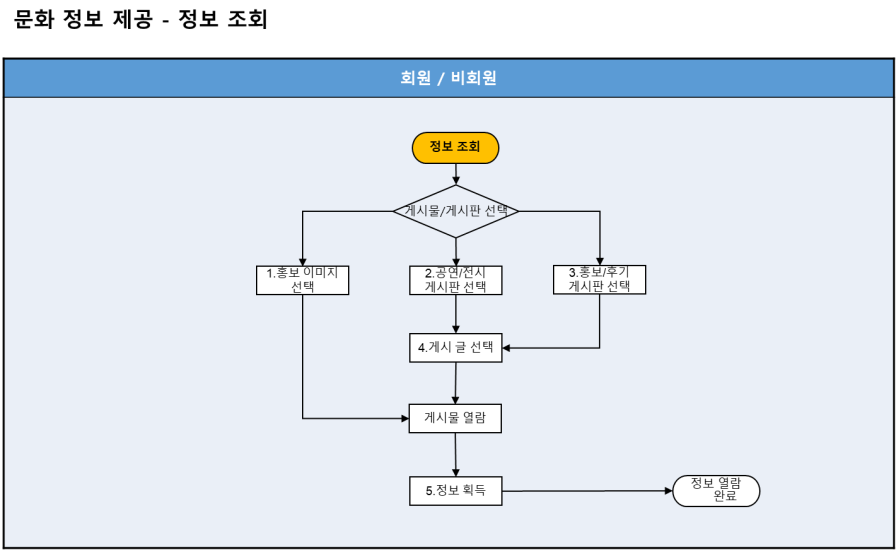 문화 정보 제공 - 정보 조회
회원 / 비회원
정보 조회
게시물/게시판 선택
1.홍보 이미지
선택
2.공연/전시
게시판 선택
3.홍보/후기
게시판 선택
4.게시 글 선택
게시물 열람
5.정보 획득
정보 열람
완료